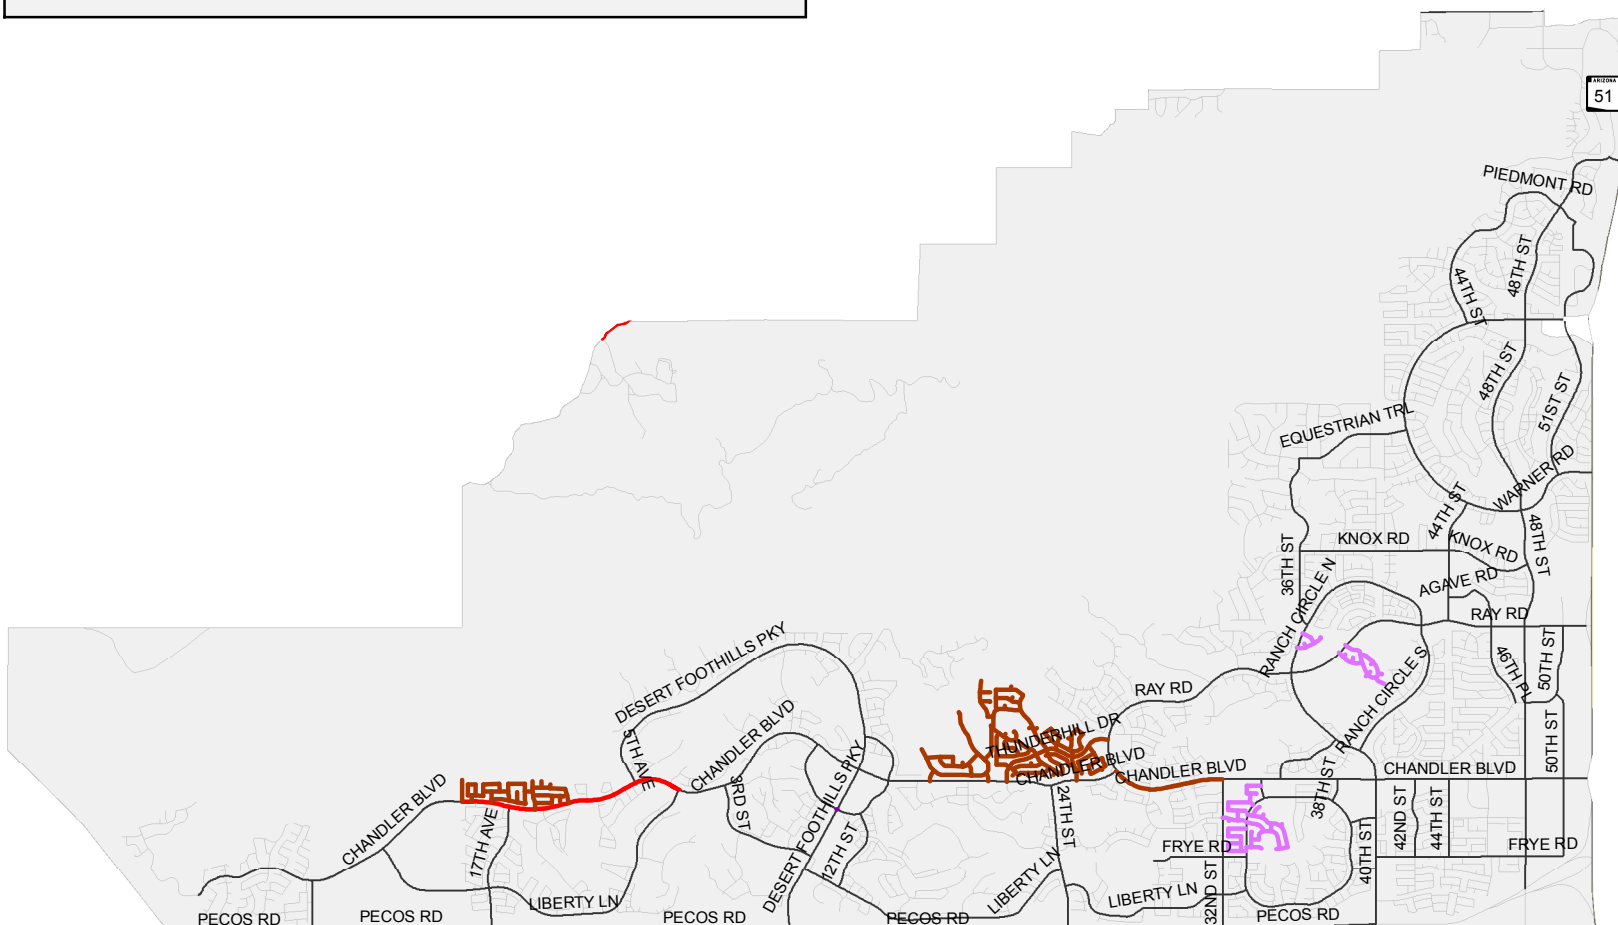 ARIZONA
51
PIEDMONT RD
48TH ST
44TH ST
48TH ST
51ST ST
EQUESTRIAN TRL
WARNER RD
44TH ST
48TH ST
KNOX RD
KNOX RD
36TH ST
AGAVE RD
RANCH CIRCLE N
RAY RD
DESERT FOOTHILLS PKY
RANCH CIRCLE S
46TH PL
50TH ST
RAY RD
CHANDLER BLVD
5TH AVE
THUNDERHILL DR
50TH ST
DESERT FOOTHILLS PKY
CHANDLER BLVD
CHANDLER BLVD
CHANDLER BLVD
38TH ST
CHANDLER BLVD
3RD ST
24TH ST
42ND ST
44TH ST
17TH AVE
12TH ST
FRYE RD
40TH ST
FRYE RD
LIBERTY LN
LIBERTY LN
LIBERTY LN
32ND ST
PECOS RD
PECOS RD
PECOS RD
PECOS RD
PECOS RD